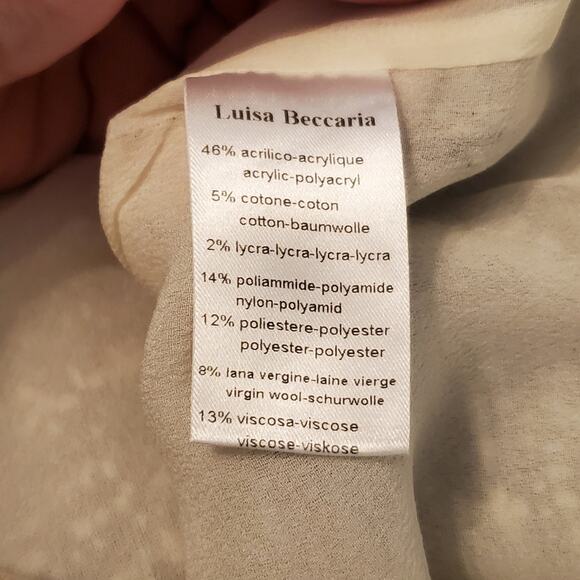 Luisa Beccaria
46% acrilico-acrylique
acrylic-polyacryl
5% cotone-coton
cotton-baumwolle
2% lycra-lycra-lycra-lycra
14% poliammide-polyamide
nylon-polyamid
12% poliestere-polyester
polyester-polyester
8% lana vergine-laine vierge
virgin wool-schurwolle
13% viscosa-viscose
viscose-viskose